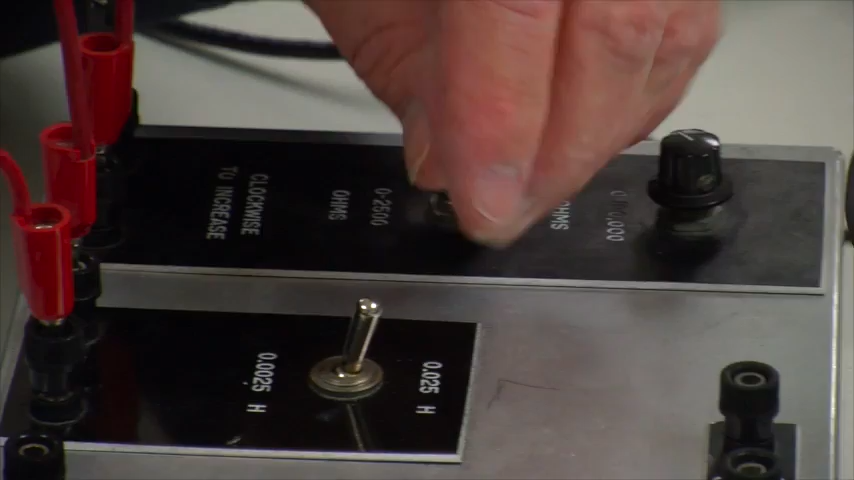 CLOCKWISE
TO INCREASE
0-2500
OHMS
OHMS
0.0025 H
0.025 H